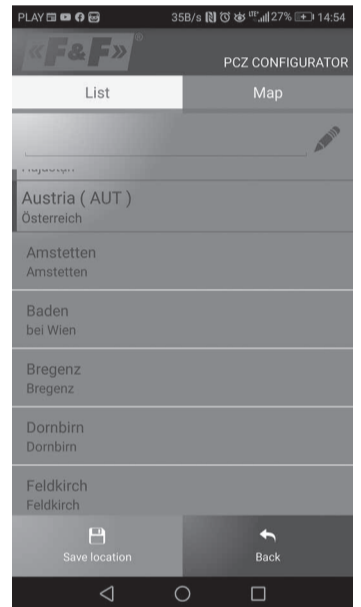 PLAY 35B/s LTE 27% 14:54
«F&F»®
PCZ CONFIGURATOR
List Map
Austria ( AUT )
Österreich
Amstetten
Amstetten
Baden
bei Wien
Bregenz
Bregenz
Dornbirn
Dornbirn
Feldkirch
Feldkirch
Save location Back